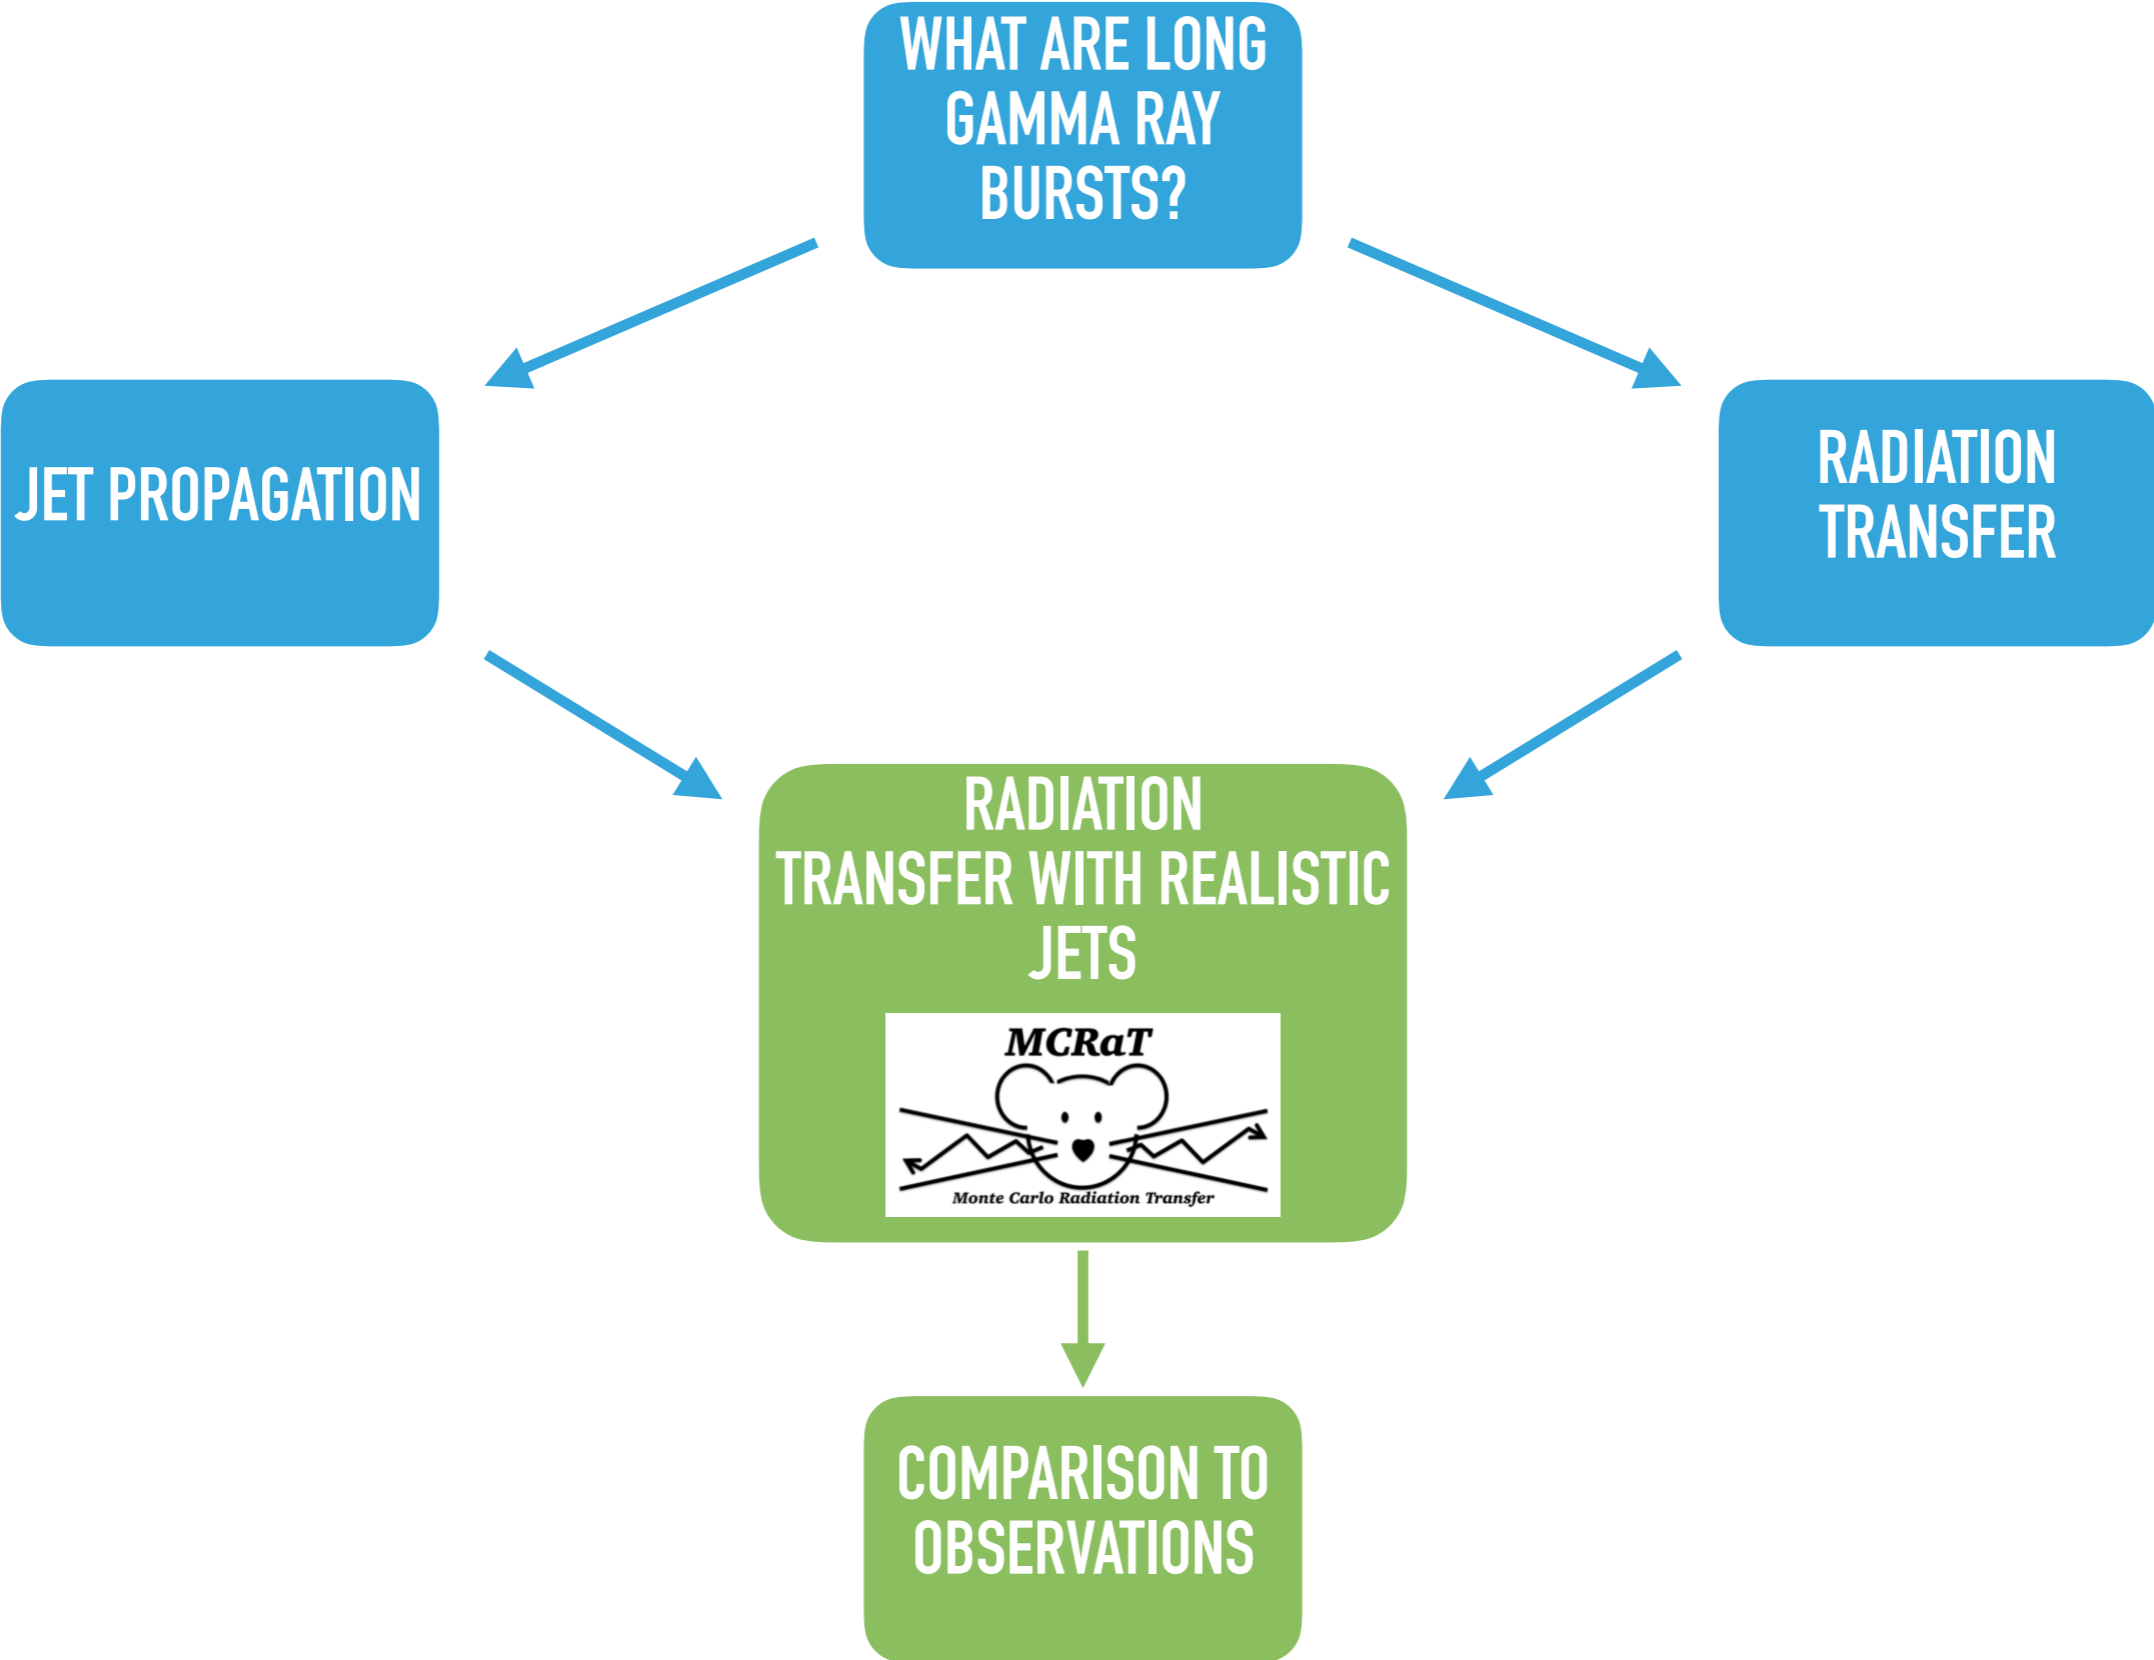 WHAT ARE LONG
GAMMA RAY
BURSTS?
JET PROPAGATION
RADIATION
TRANSFER
RADIATION
TRANSFER WITH REALISTIC
JETS
MCRaT
Monte Carlo Radiation Transfer
COMPARISON TO
OBSERVATIONS